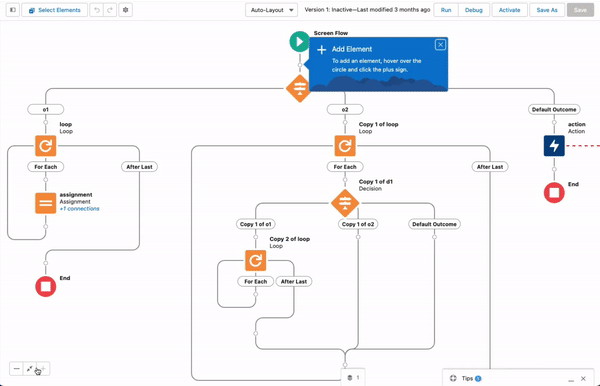 Select Elements
Auto-Layout
Version 1: Inactive—Last modified 3 months ago
Run
Debug
Activate
Save As
Save
Screen Flow
Add Element
To add an element, hover over the
circle and click the plus sign.
o1
o2
Default Outcome
loop
Loop
Copy 1 of loop
Loop
action
Action
For Each
After Last
For Each
After Last
Copy 1 of d1
Decision
End
assignment
Assignment
+1 connections
Copy 1 of o1
Copy 1 of o2
Default Outcome
Copy 2 of loop
Loop
For Each
After Last
End
1
Tips
1